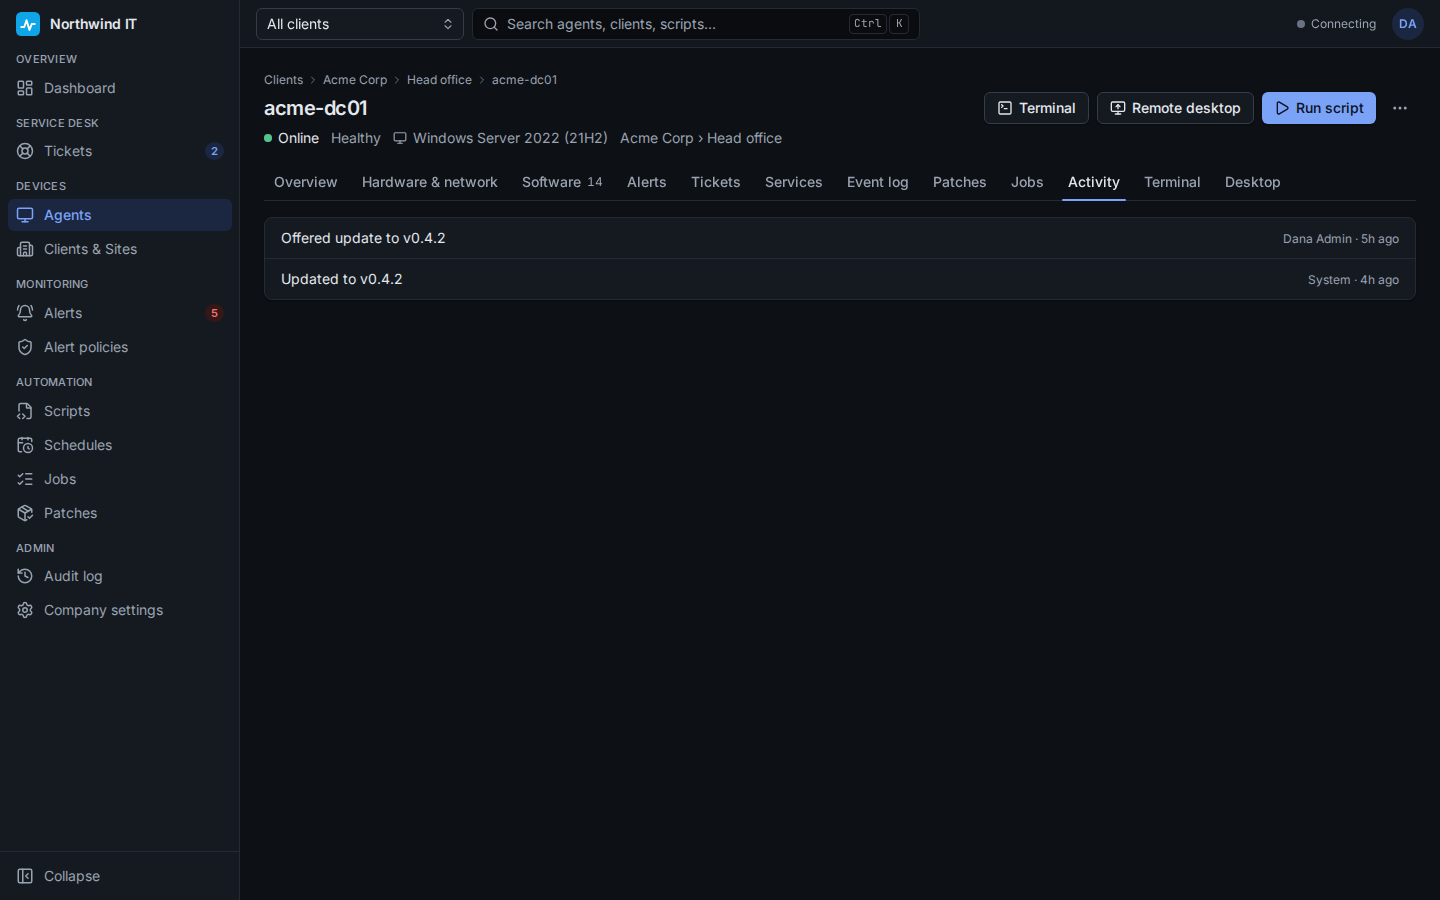 Northwind IT
OVERVIEW
Dashboard
SERVICE DESK
Tickets 2
DEVICES
Agents
Clients & Sites
MONITORING
Alerts 5
Alert policies
AUTOMATION
Scripts
Schedules
Jobs
Patches
ADMIN
Audit log
Company settings
Collapse
All clients
Search agents, clients, scripts... Ctrl K
Connecting DA
Clients › Acme Corp › Head office › acme-dc01
acme-dc01
Terminal Remote desktop Run script
Online Healthy Windows Server 2022 (21H2) Acme Corp › Head office
Overview Hardware & network Software 14 Alerts Tickets Services Event log Patches Jobs Activity Terminal Desktop
Offered update to v0.4.2 Dana Admin · 5h ago
Updated to v0.4.2 System · 4h ago